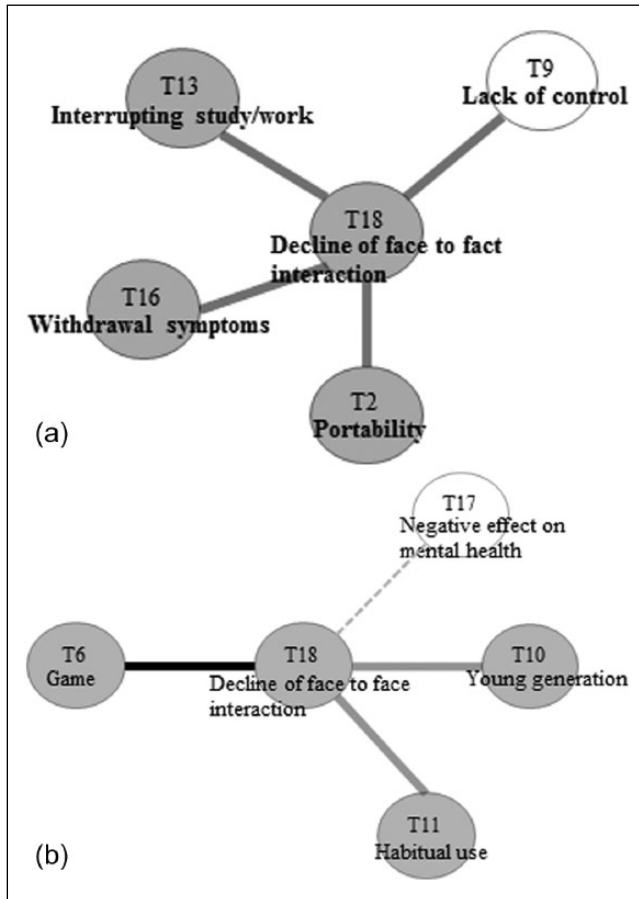 T13
Interrupting study/work
T9
Lack of control
T18
Decline of face to fact
interaction
T16
Withdrawal symptoms
T2
Portability
(a)
T17
Negative effect on
mental health
T6
Game
T18
Decline of face to face
interaction
T10
Young generation
T11
Habitual use
(b)